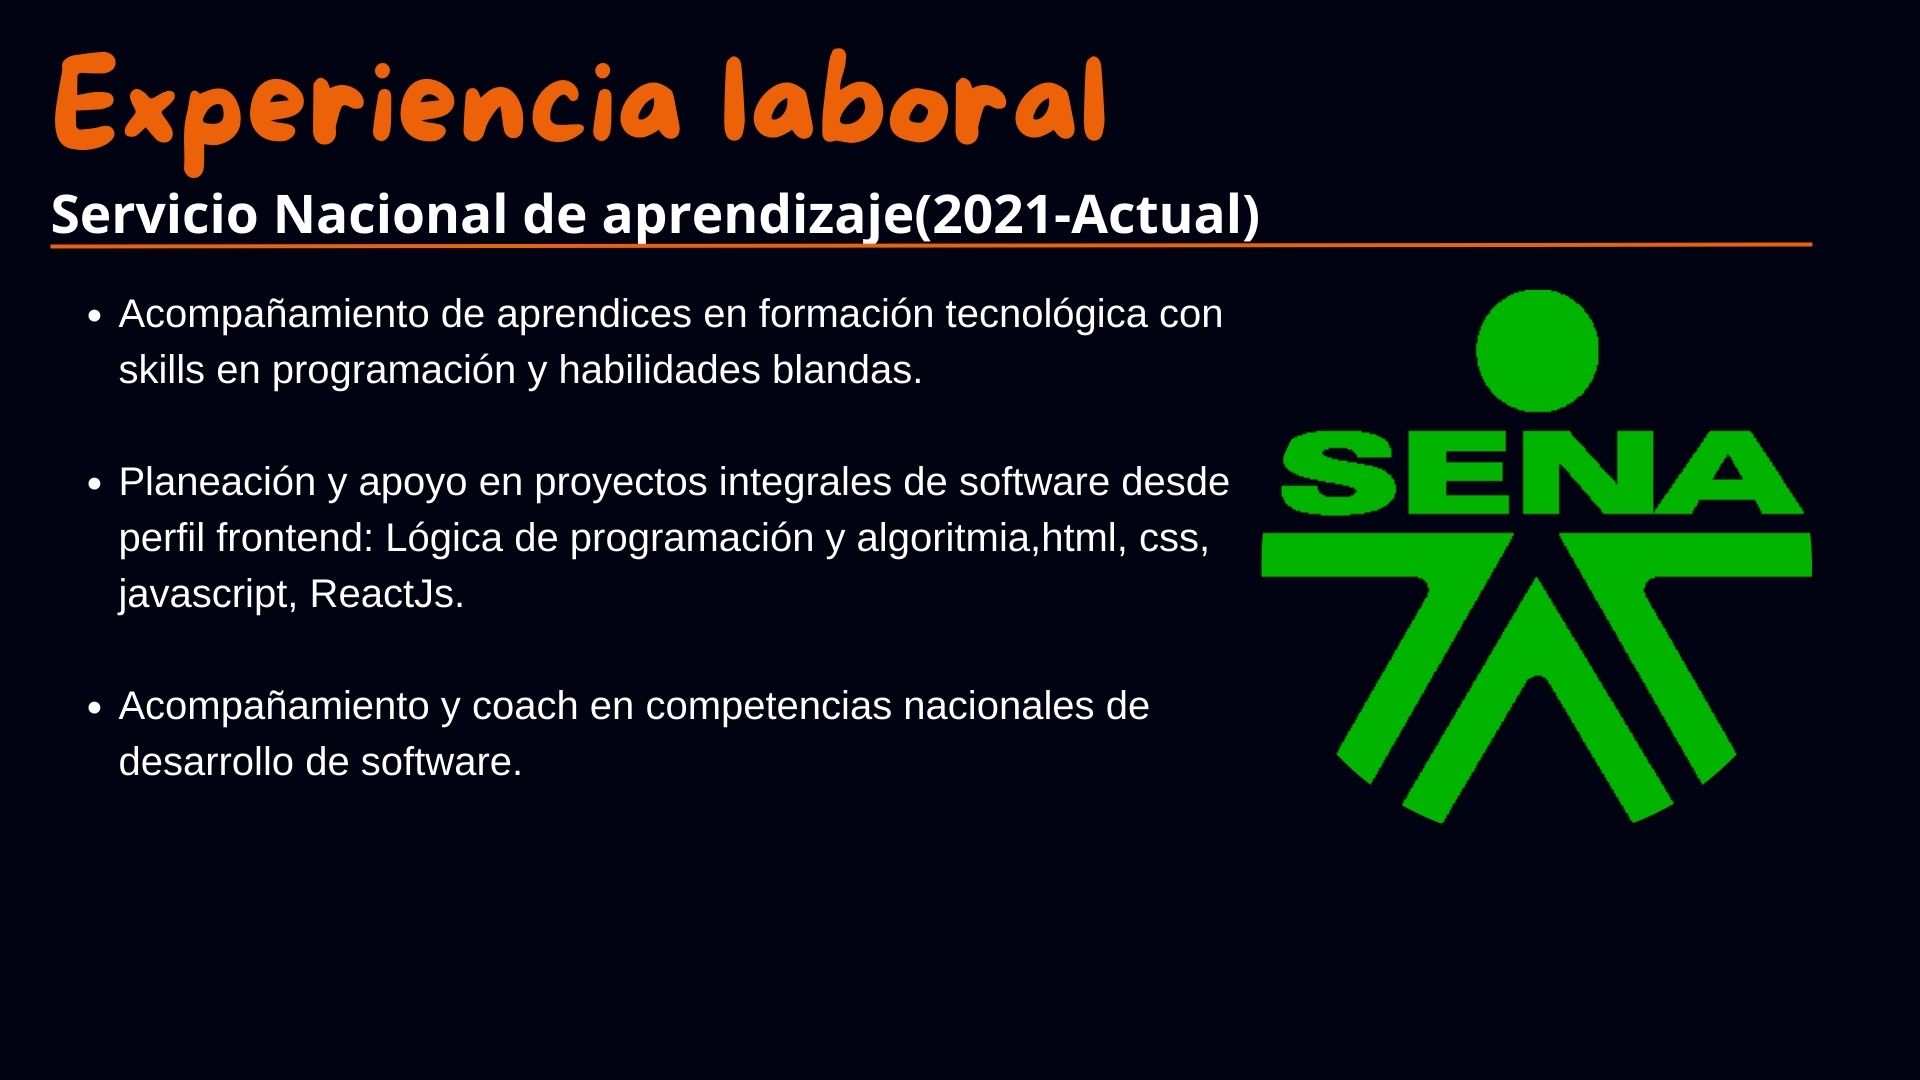 Experiencia laboral
Servicio Nacional de aprendizaje(2021-Actual)
• Acompañamiento de aprendices en formación tecnológica con
skills en programación y habilidades blandas.
• Planeación y apoyo en proyectos integrales de software desde
perfil frontend: Lógica de programación y algoritmia,html, css,
javascript, ReactJs.
• Acompañamiento y coach en competencias nacionales de
desarrollo de software.
SENA